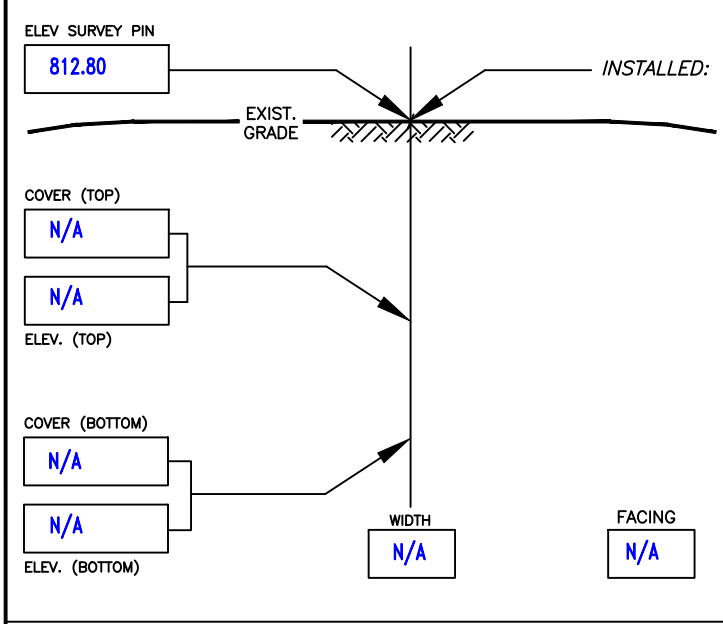 ELEV SURVEY PIN
812.80
INSTALLED:
EXIST.
GRADE
COVER (TOP)
N/A
N/A
ELEV. (TOP)
COVER (BOTTOM)
N/A
N/A
ELEV. (BOTTOM)
WIDTH
N/A
FACING
N/A